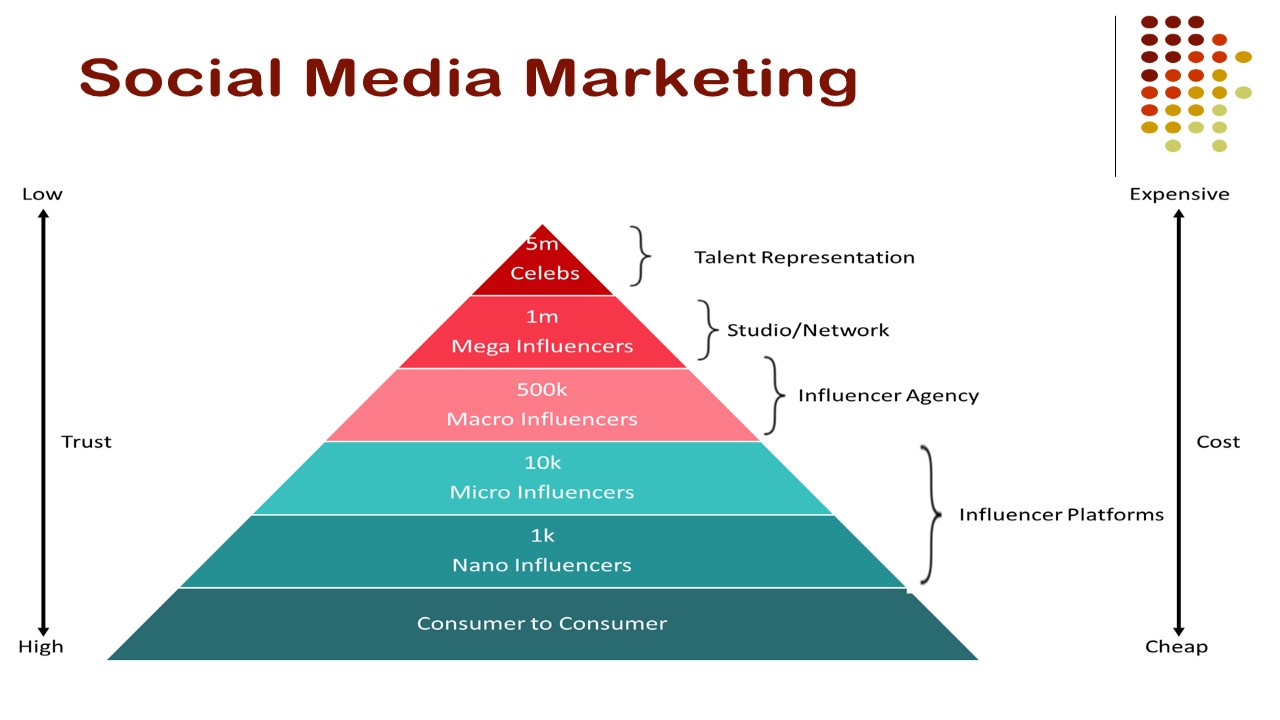 Social Media Marketing
Low
Expensive
5m
Celebs
Talent Representation
1m
Mega Influencers
Studio/Network
500k
Macro Influencers
Influencer Agency
Trust
Cost
10k
Micro Influencers
Influencer Platforms
1k
Nano Influencers
Consumer to Consumer
High
Cheap